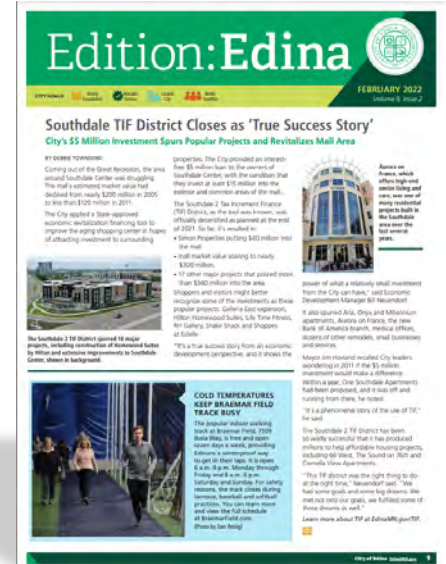 Edition:Edina
CITY GOALS:
Strong Foundation
Reliable Service
Livable City
Better Together
FEBRUARY 2022
Volume 9, Issue 2
Southdale TIF District Closes as ‘True Success Story’
City’s $5 Million Investment Spurs Popular Projects and Revitalizes Mall Area
BY DEBBIE TOWNSEND
Coming out of the Great Recession, the area
around Southdale Center was struggling.
The mall’s estimated market value had
declined from nearly $200 million in 2005
to less than $120 million in 2011.
The City applied a State-approved
economic revitalization financing tool to
improve the aging shopping center in hopes
of attracting investment to surrounding
The Southdale 2 TIF District spurred 18 major
projects, including construction of Homewood Suites
by Hilton and extensive improvements to Southdale
Center, shown in background.
properties. The City provided an interest-
free $5 million loan to the owners of
Southdale Center, with the condition that
they invest at least $15 million into the
exterior and common areas of the mall.
The Southdale 2 Tax Increment Finance
(TIF) District, as the tool was known, was
officially decertified as planned at the end
of 2021. So far, it’s resulted in:
• Simon Properties putting $60 million into
the mall
• mall market value soaring to nearly
$300 million
• 17 other major projects that poured more
than $360 million into the area.
Shoppers and visitors might better
recognize some of the investments as these
popular projects: Galleria East expansion,
Hilton Homewood Suites, Life Time Fitness,
RH Gallery, Shake Shack and Shoppes
at Estelle.
“It’s a true success story from an economic
development perspective, and it shows the
Aurora on
France, which
offers high-end
senior living and
care, was one of
many residential
projects built in
the Southdale
area over the
last several
years.
power of what a relatively small investment
from the City can have,” said Economic
Development Manager Bill Neuendorf.
It also spurred Aria, Onyx and Millennium
apartments, Aurora on France, the new
Bank of America branch, medical offices,
dozens of other remodels, small businesses
and services.
Mayor Jim Hovland recalled City leaders
wondering in 2011 if the $5 million
investment would make a difference.
Within a year, One Southdale Apartments
had been proposed, and it was off and
running from there, he noted.
“It’s a phenomenal story of the use of TIF,”
he said.
The Southdale 2 TIF District has been
so wildly successful that it has produced
millions to help affordable housing projects,
including 66 West, The Sound on 76th and
Cornelia View Apartments.
“This TIF district was the right thing to do
at the right time,” Neuendorf said. “We
had some goals and some big dreams. We
met not only our goals, we fulfilled some of
those dreams as well.”
Learn more about TIF at EdinaMN.gov/TIF.
COLD TEMPERATURES
KEEP BRAEMAR FIELD
TRACK BUSY
The popular indoor walking
track at Braemar Field, 7509
Ikola Way, is free and open
seven days a week, providing
Edinans a winterproof way
to get in their laps. It is open
6 a.m.-9 p.m. Monday through
Friday and 8 a.m.-9 p.m.
Saturday and Sunday. For safety
reasons, the track closes during
lacrosse, baseball and softball
practices. You can learn more
and view the full schedule
at BraemarField.com.
City of Edina